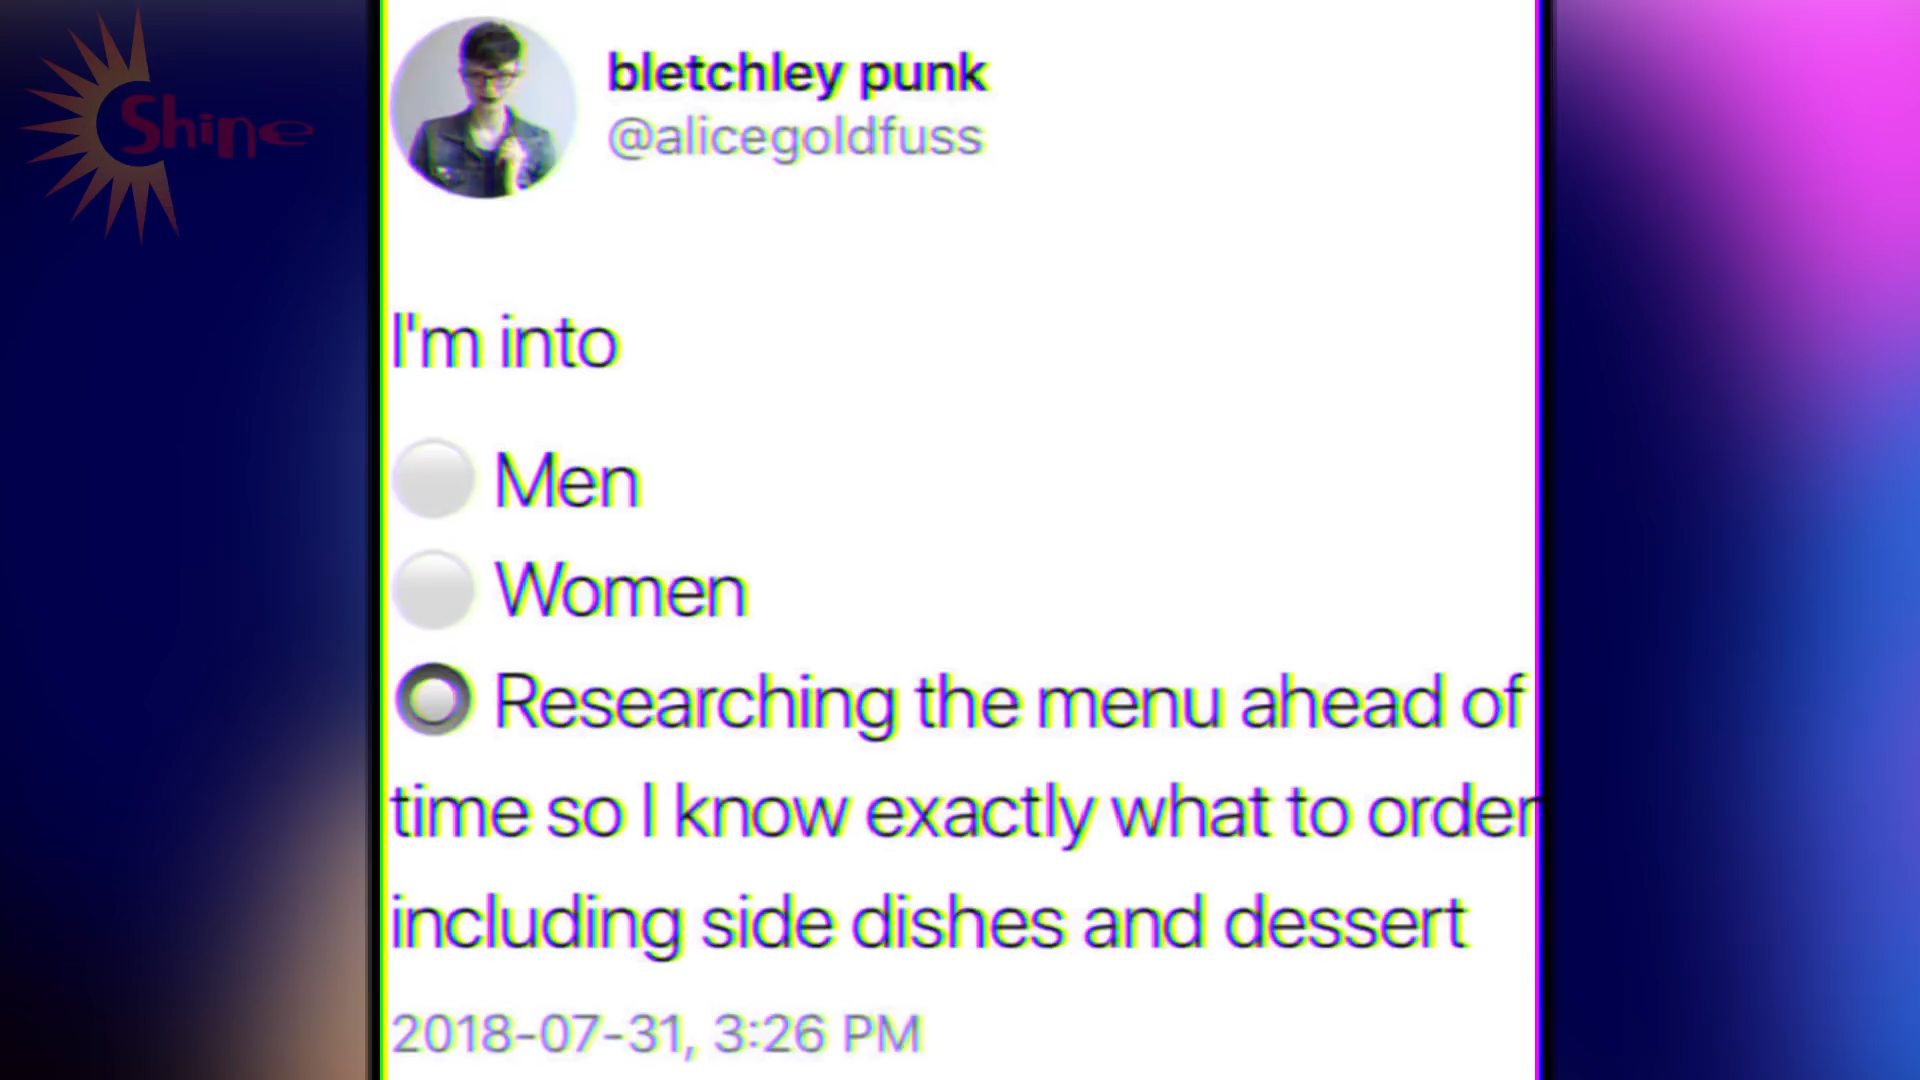 Shine
bletchley punk
@alicegoldfuss
I'm into
Men
Women
Researching the menu ahead of
time so I know exactly what to order
including side dishes and dessert
2018-07-31, 3:26 PM